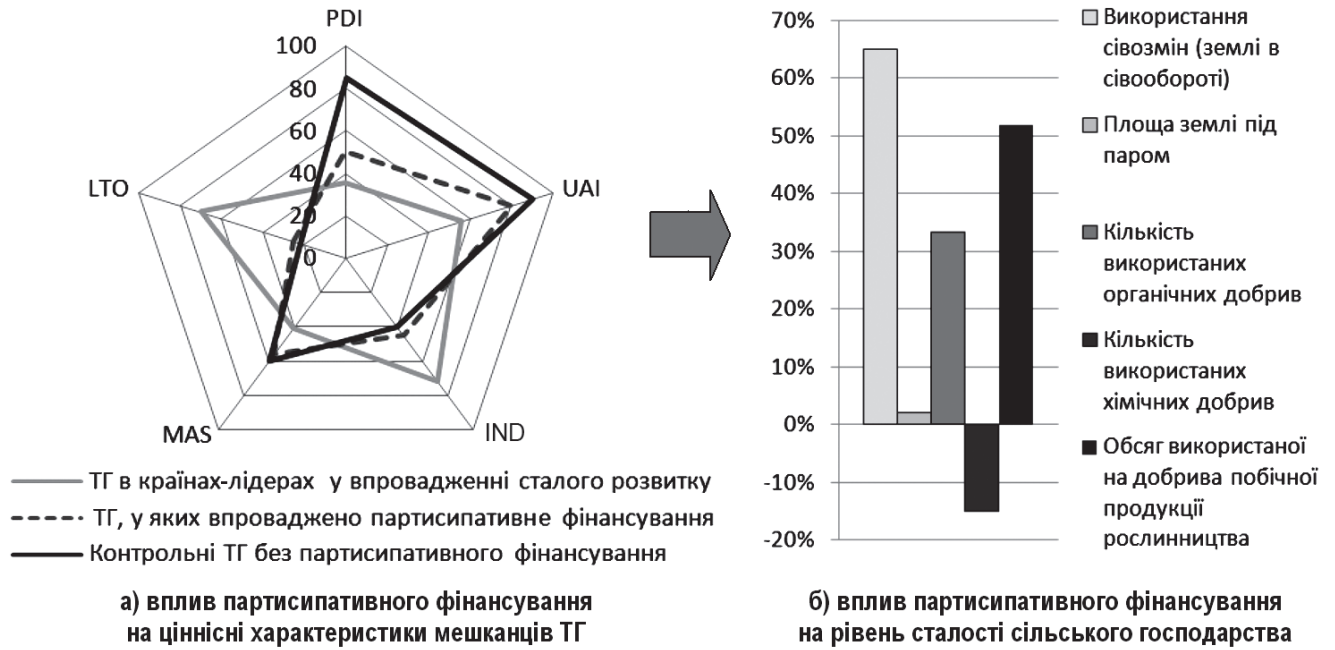 PDI
100
80
60
40
20
0
LTO
UAI
MAS
IND
ТГ в країнах-лідерах у впровадженні сталого розвитку
ТГ, у яких впроваджено партисипативне фінансування
Контрольні ТГ без партисипативного фінансування
а) вплив партисипативного фінансування
на ціннісні характеристики мешканців ТГ
70%
60%
50%
40%
30%
20%
10%
0%
-10%
-20%
Використання
сівозмін (землі в
сівообороті)
Площа землі під
паром
Кількість
використаних
органічних добрив
Кількість
використаних
хімічних добрив
Обсяг використаної
на добрива побічної
продукції
рослинництва
б) вплив партисипативного фінансування
на рівень сталості сільського господарства